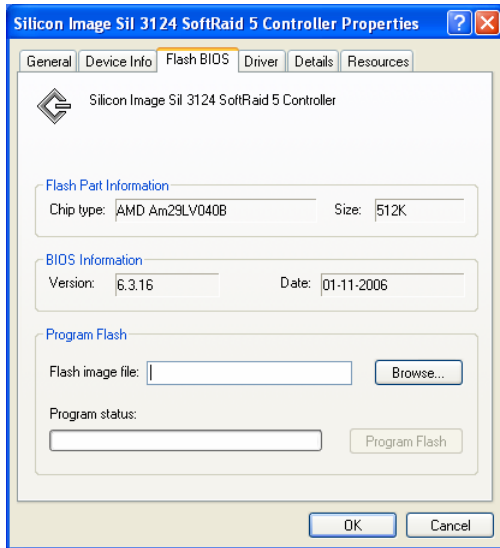 Silicon Image SiI 3124 SoftRaid 5 Controller Properties
General Device Info Flash BIOS Driver Details Resources
Silicon Image SiI 3124 SoftRaid 5 Controller
Flash Part Information
Chip type: AMD Am29LV040B Size: 512K
BIOS Information
Version: 6.3.16 Date: 01-11-2006
Program Flash
Flash image file: Browse...
Program status:
Program Flash
OK Cancel